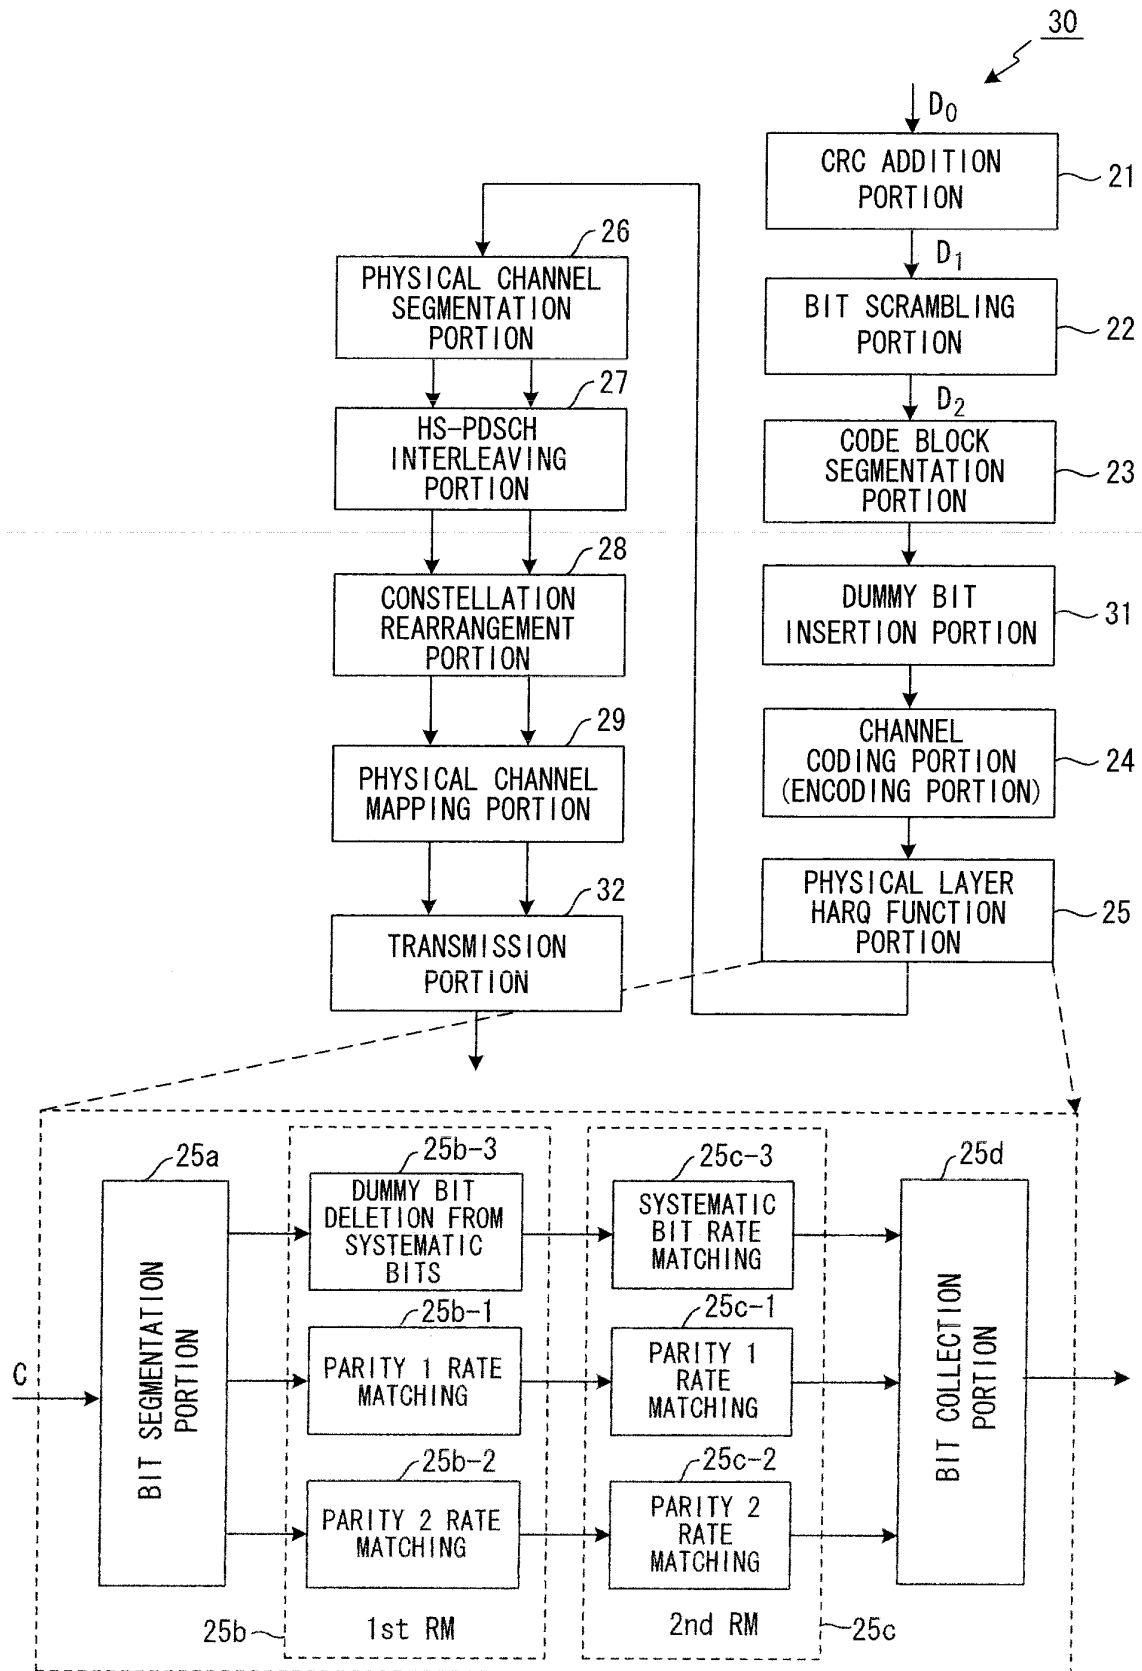 30
D0
CRC ADDITION
PORTION
21
D1
BIT SCRAMBLING
PORTION
22
D2
CODE BLOCK
SEGMENTATION
PORTION
23
DUMMY BIT
INSERTION PORTION
31
CHANNEL
CODING PORTION
(ENCODING PORTION)
24
PHYSICAL LAYER
HARQ FUNCTION
PORTION
25
26
PHYSICAL CHANNEL
SEGMENTATION
PORTION
27
HS-PDSCH
INTERLEAVING
PORTION
28
CONSTELLATION
REARRANGEMENT
PORTION
29
PHYSICAL CHANNEL
MAPPING PORTION
32
TRANSMISSION
PORTION
C
25a
BIT SEGMENTATION
PORTION
25b-3
DUMMY BIT
DELETION FROM
SYSTEMATIC
BITS
25b-1
PARITY 1 RATE
MATCHING
25b-2
PARITY 2 RATE
MATCHING
25b
1st RM
25c-3
SYSTEMATIC
BIT RATE
MATCHING
25c-1
PARITY 1
RATE
MATCHING
25c-2
PARITY 2
RATE
MATCHING
2nd RM
25c
25d
BIT COLLECTION
PORTION